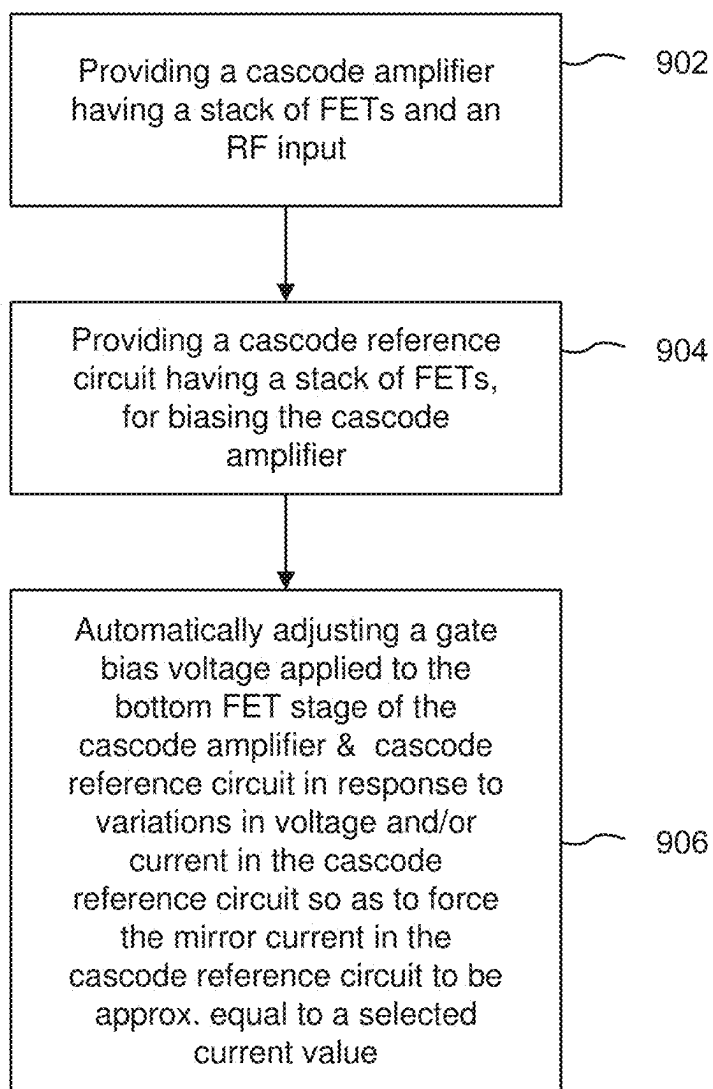 Providing a cascode amplifier
having a stack of FETs and an
RF input
902
Providing a cascode reference
circuit having a stack of FETs,
for biasing the cascode
amplifier
904
Automatically adjusting a gate
bias voltage applied to the
bottom FET stage of the
cascode amplifier & cascode
reference circuit in response to
variations in voltage and/or
current in the cascode
reference circuit so as to force
the mirror current in the
cascode reference circuit to be
approx. equal to a selected
current value
906